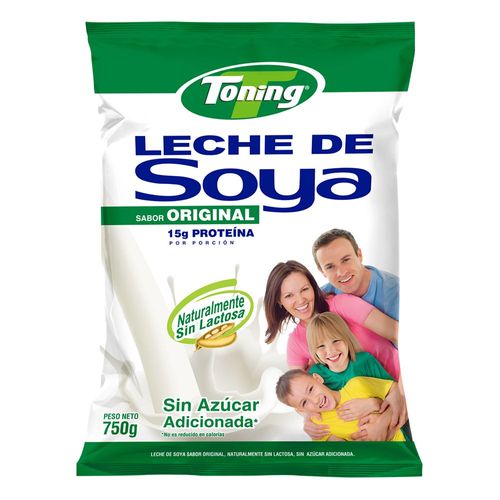 Toning®
LECHE DE
Soya
SABOR ORIGINAL
15g PROTEÍNA
POR PORCIÓN
Naturalmente
Sin Lactosa
Sin Azúcar
Adicionada*
*No es reducido en calorías
PESO NETO
750g
LECHE DE SOYA SABOR ORIGINAL, NATURALMENTE SIN LACTOSA, SIN AZÚCAR ADICIONADA.